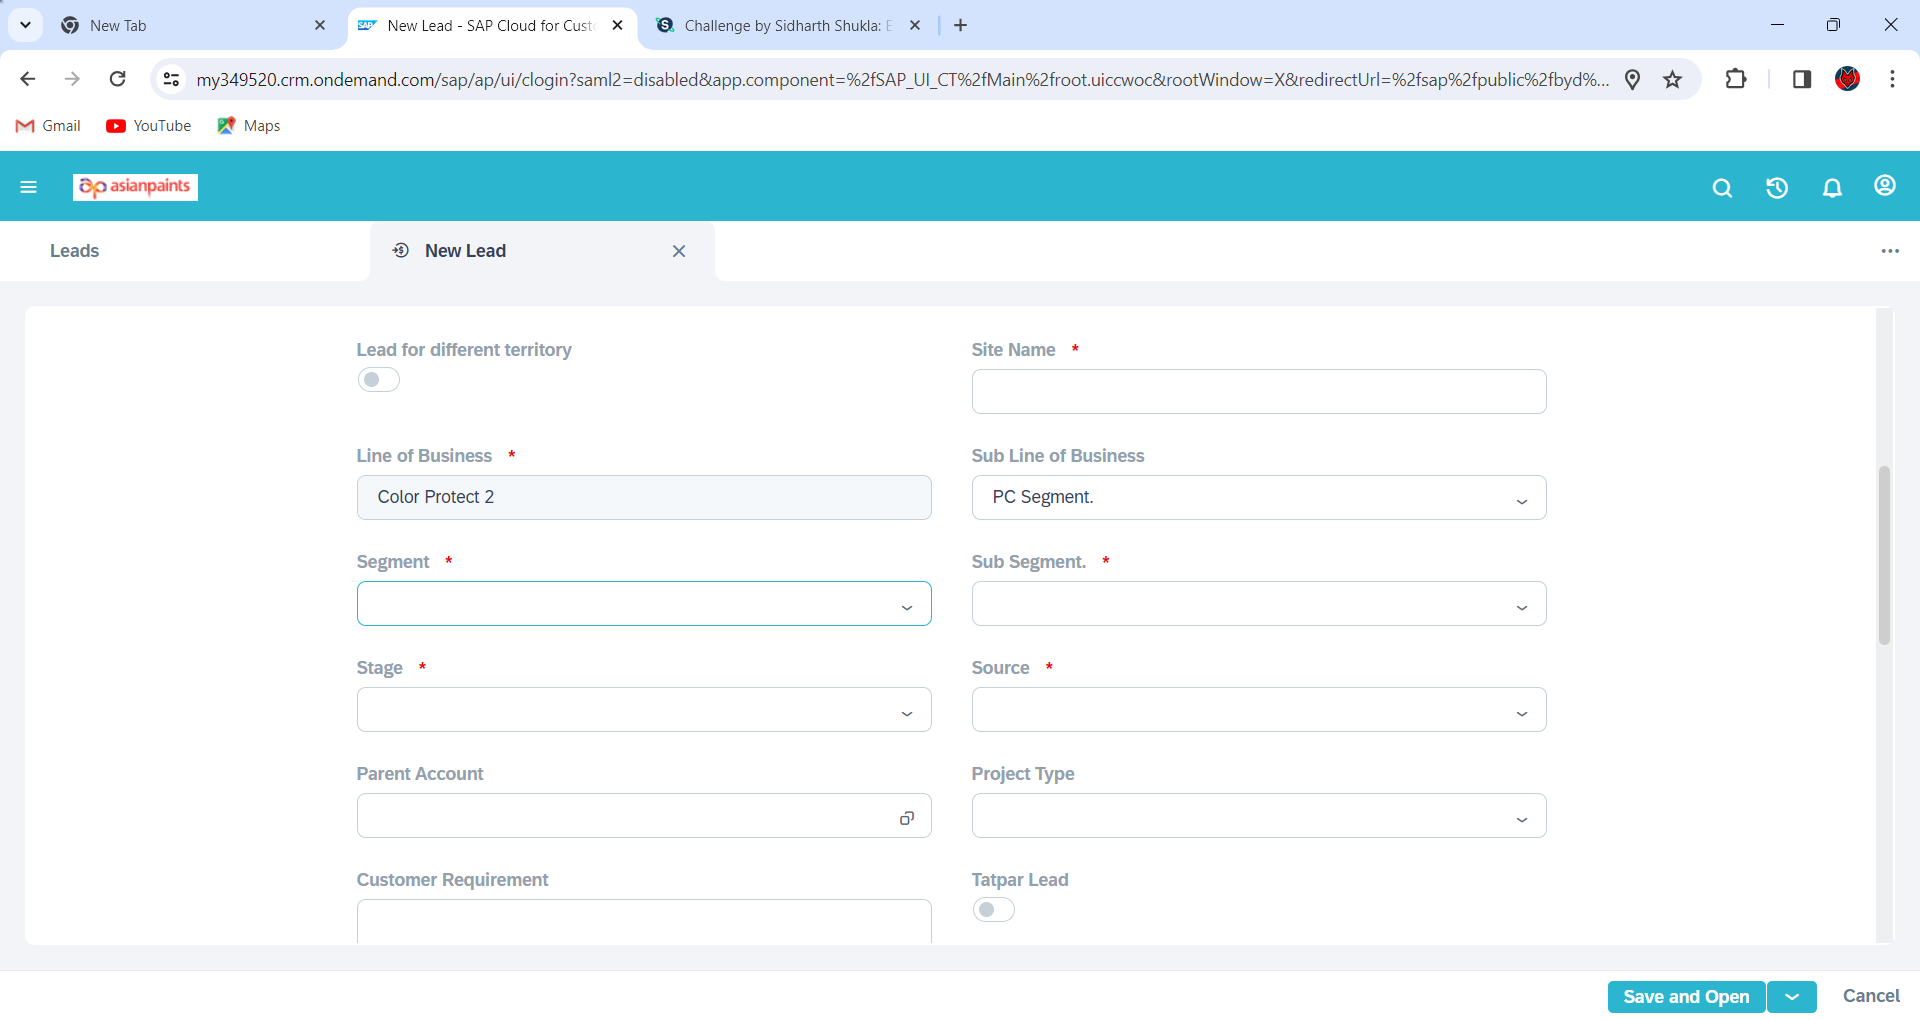 New Tab
New Lead - SAP Cloud for Custo
Challenge by Sidharth Shukla: E
my349520.crm.ondemand.com/sap/ap/ui/clogin?saml2=disabled&app.component=%2fSAP_UI_CT%2fMain%2froot.uiccwoc&rootWindow=X&redirectUrl=%2fsap%2fpublic%2fbyd%...
Gmail
YouTube
Maps
ap asianpaints
Leads
New Lead
Lead for different territory
Site Name *
Line of Business *
Sub Line of Business
Color Protect 2
PC Segment.
Segment *
Sub Segment. *
Stage *
Source *
Parent Account
Project Type
Customer Requirement
Tatpar Lead
Save and Open
Cancel